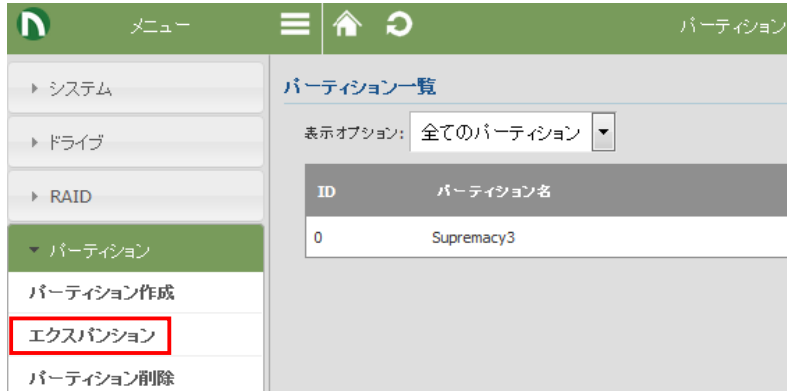 メニュー
パーティション
システム
ドライブ
RAID
パーティション
パーティション作成
エクスパンション
パーティション削除
パーティション一覧
表示オプション: 全てのパーティション
ID パーティション名
0 Supremacy3